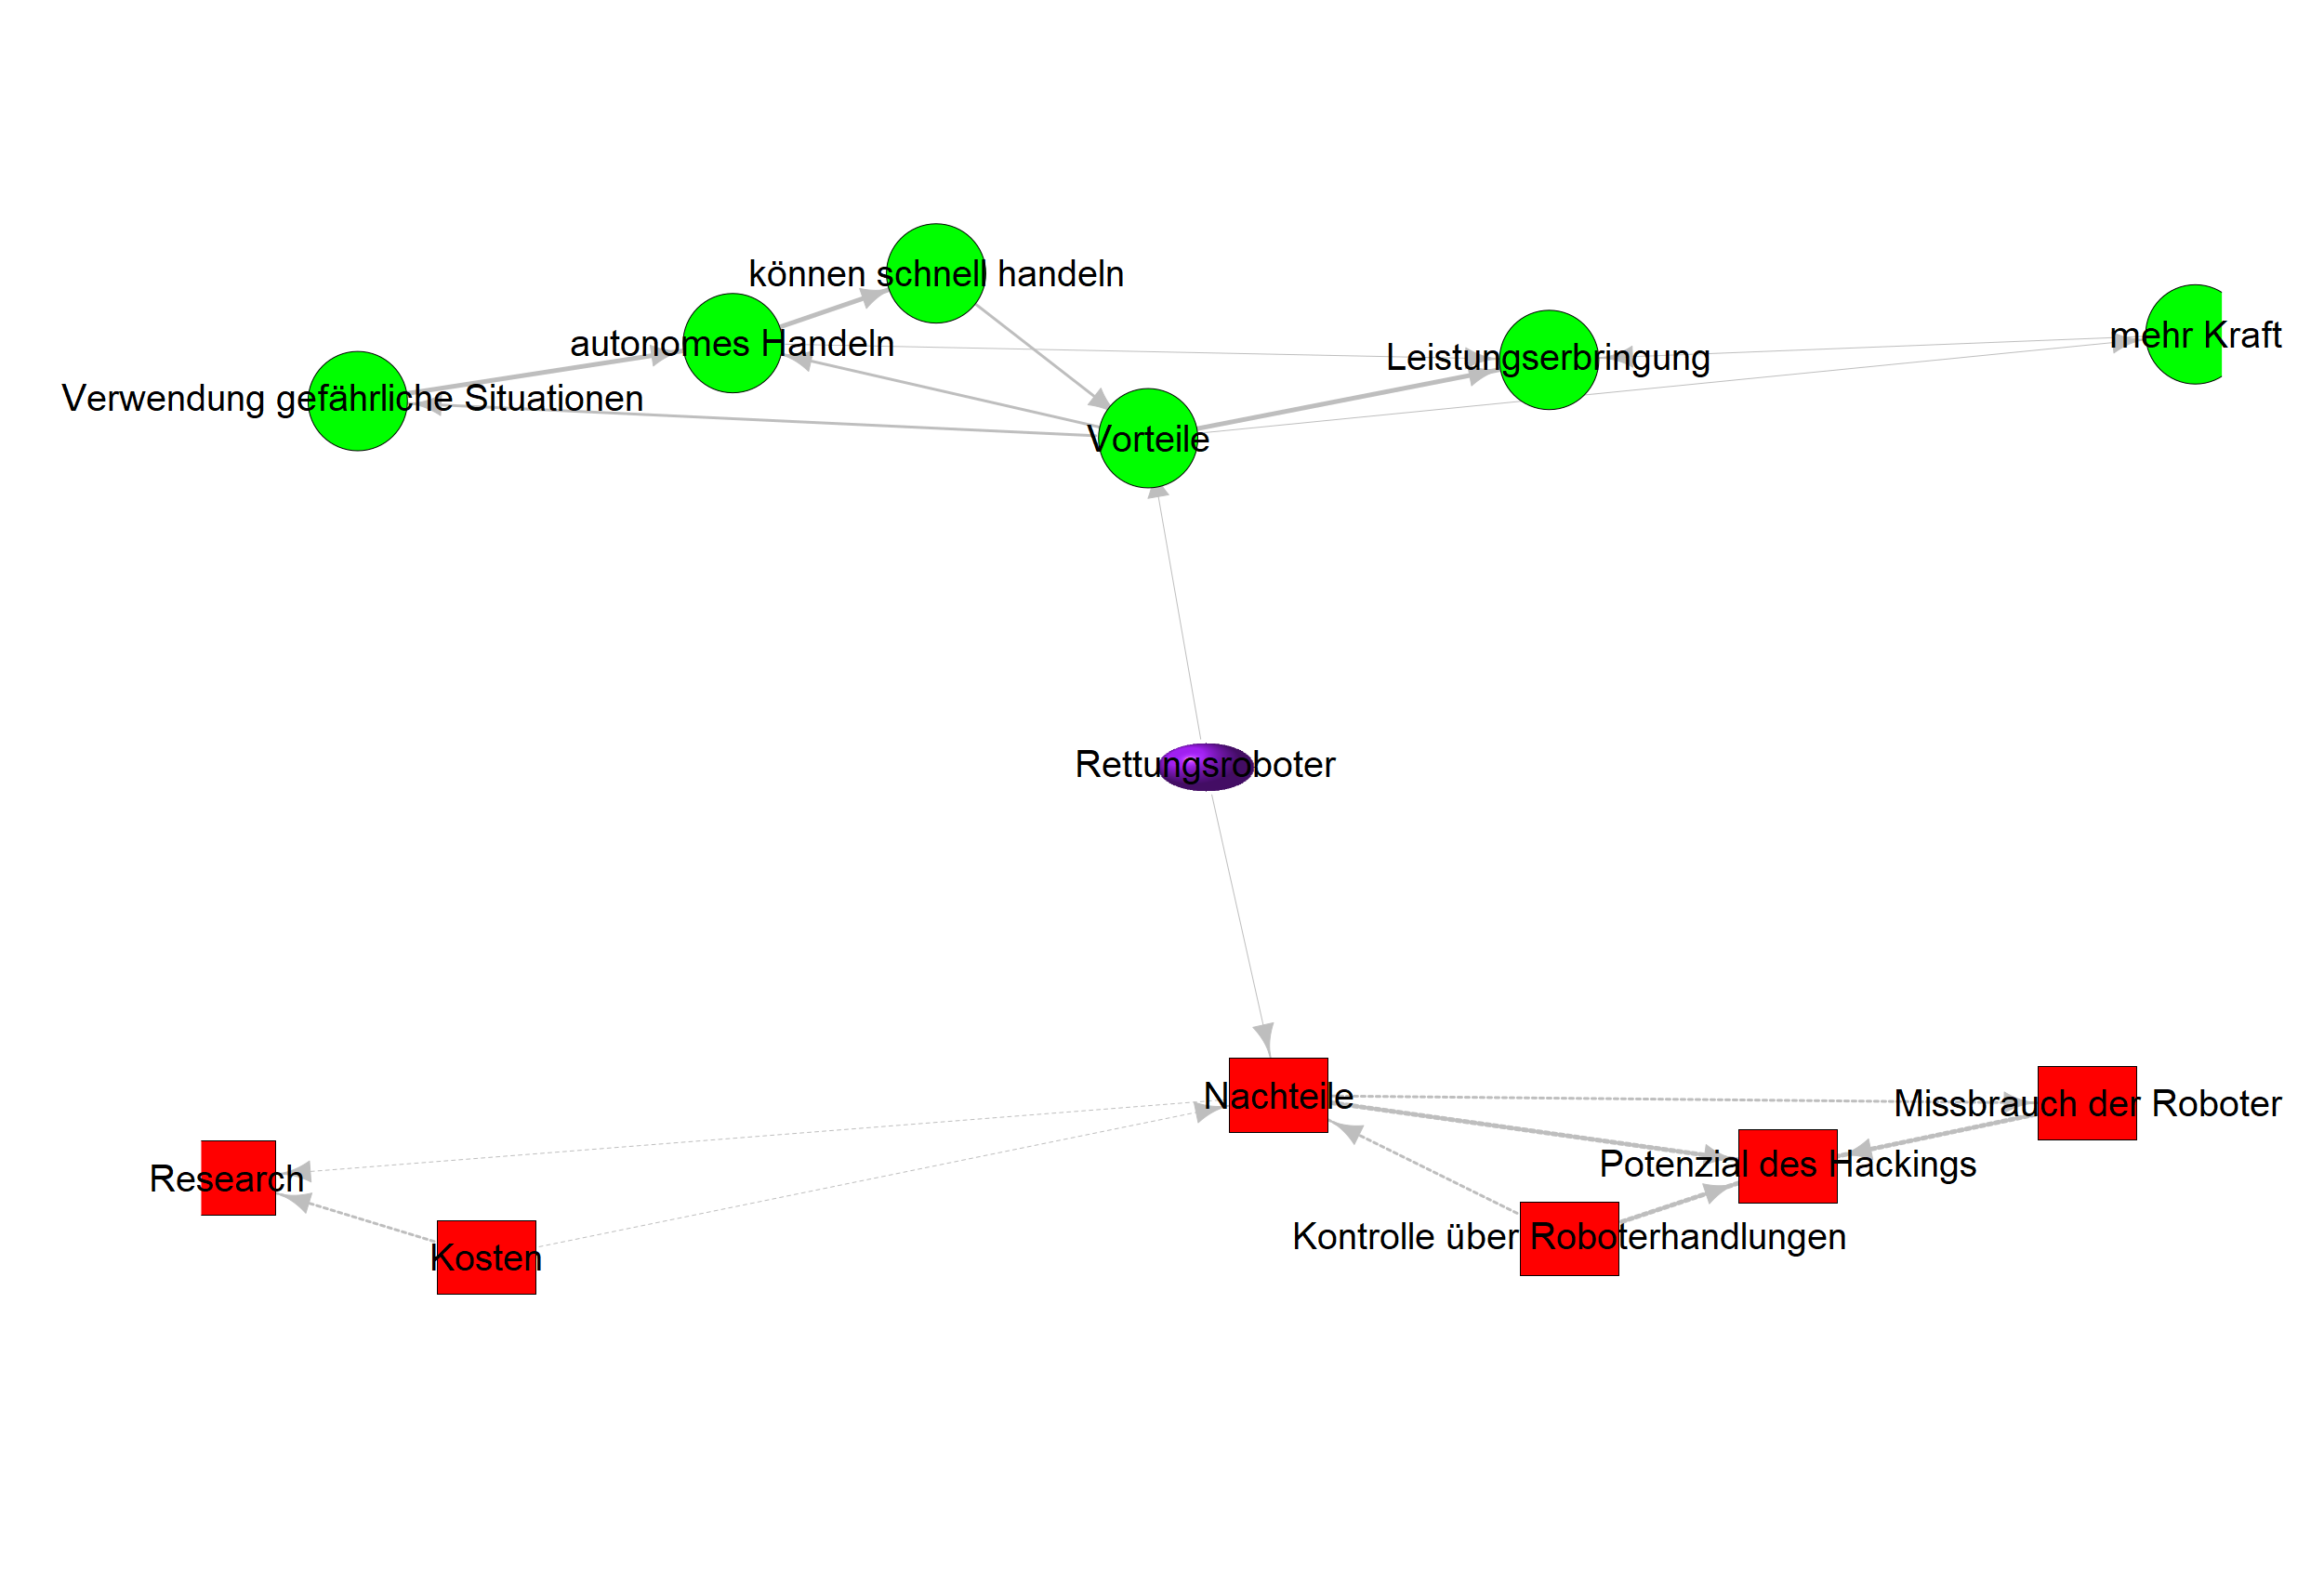 können schnell handeln
mehr Kraft
autonomes Handeln
Leistungserbringung
Verwendung gefährliche Situationen
Vorteile
Rettungsroboter
Nachteile
Missbrauch der Roboter
Potenzial des Hackings
Research
Kontrolle über Roboterhandlungen
Kosten